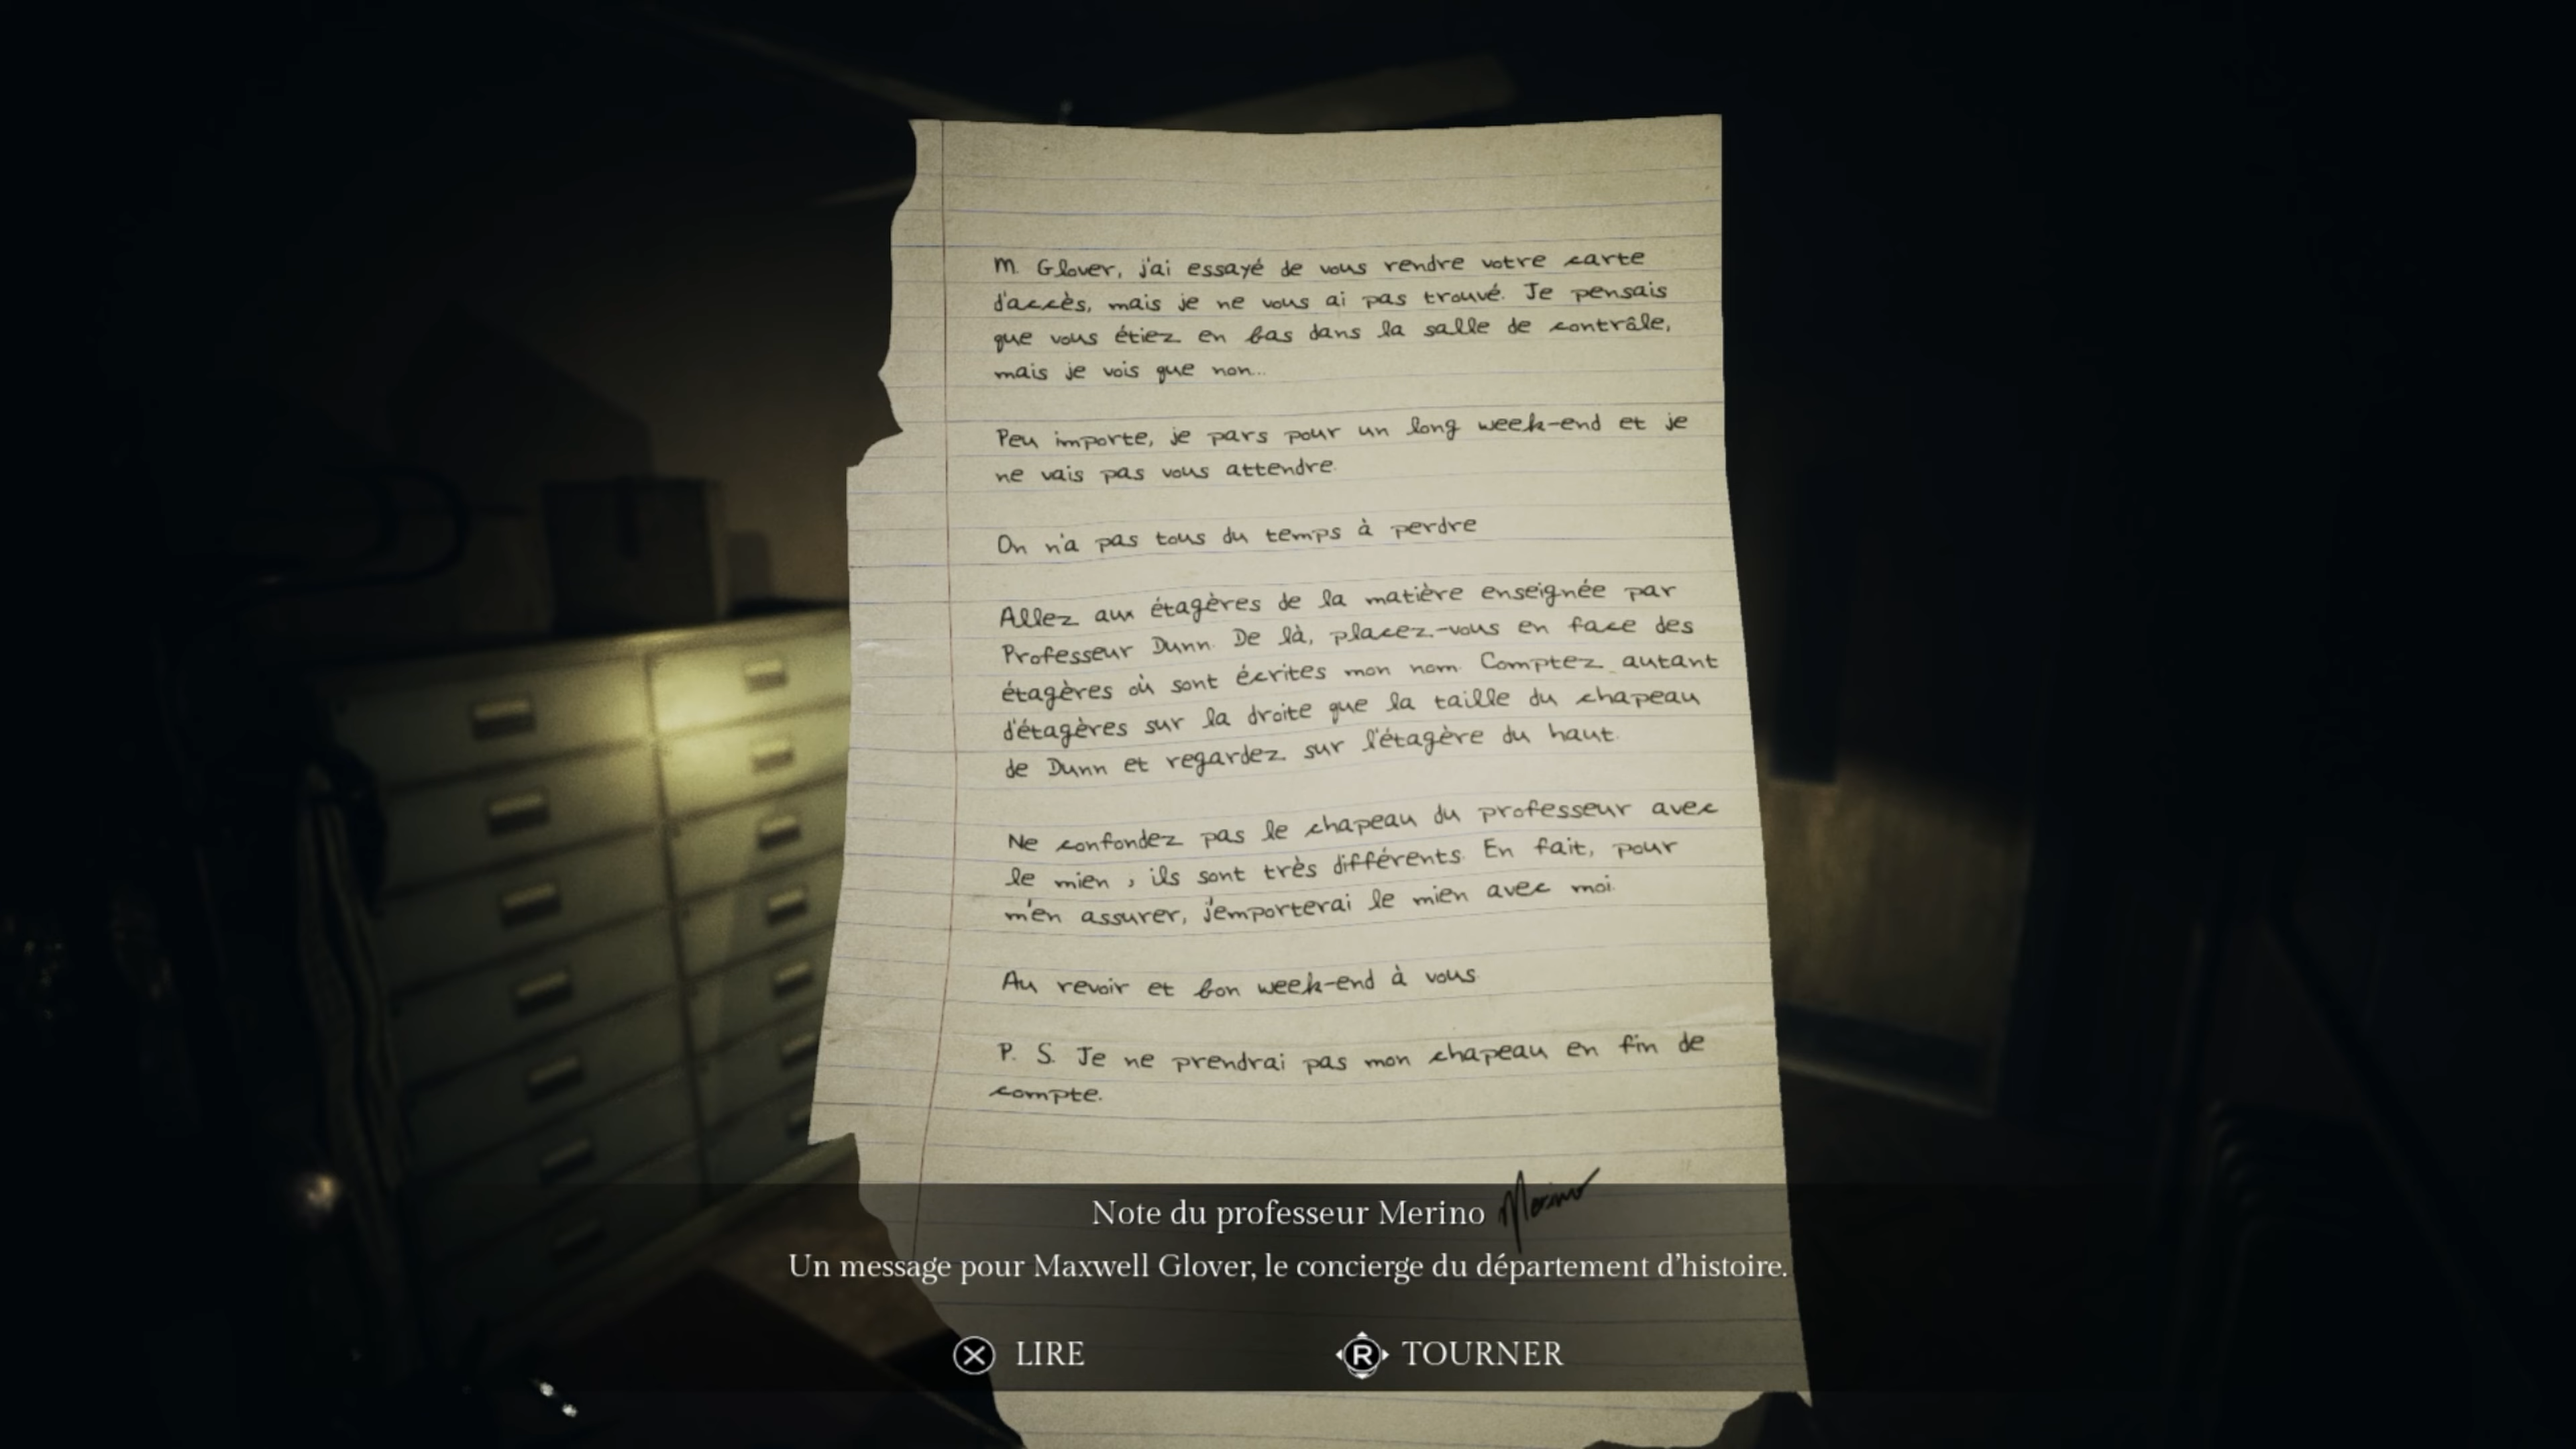 M. Glover, j'ai essayé de vous rendre votre carte
d'accès, mais je ne vous ai pas trouvé. Je pensais
que vous étiez en bas dans la salle de contrâle,
mais je vois que non...
Peu importe, je pars pour un long week-end et je
ne vais pas vous attendre.
On n'a pas tous du temps à perdre
Allez aux étagères de la matière enseignée par
Professeur Dunn. De là, placez-vous en face des
étagères où sont écrites mon nom. Comptez autant
d'étagères sur la droite que la taille du chapeau
de Dunn et regardez sur l'étagère du haut.
Ne confondez pas le chapeau du professeur avec
le mien, ils sont très différents. En fait, pour
m'en assurer, j'emporterai le mien avec moi.
Au revoir et bon week-end à vous
P. S. Je ne prendrai pas mon chapeau en fin de
compte.
Merino
Note du professeur Merino
Un message pour Maxwell Glover, le concierge du département d'histoire.
LIRE
R TOURNER